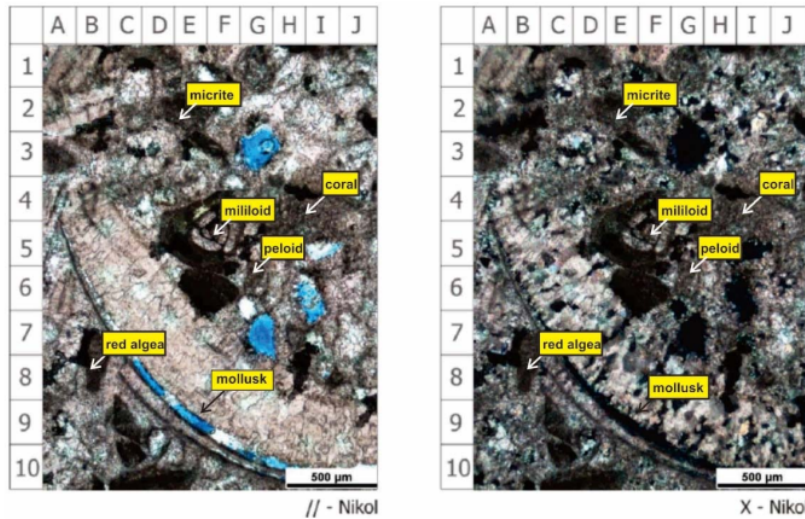 A B C D E F G H I J
1
2
3
4
5
6
7
8
9
10
micrite
coral
mililoid
peloid
red algea
mollusk
500 µm
// - Nikol
A B C D E F G H I J
1
2
3
4
5
6
7
8
9
10
micrite
coral
mililoid
peloid
red algea
mollusk
500 µm
X - Niko